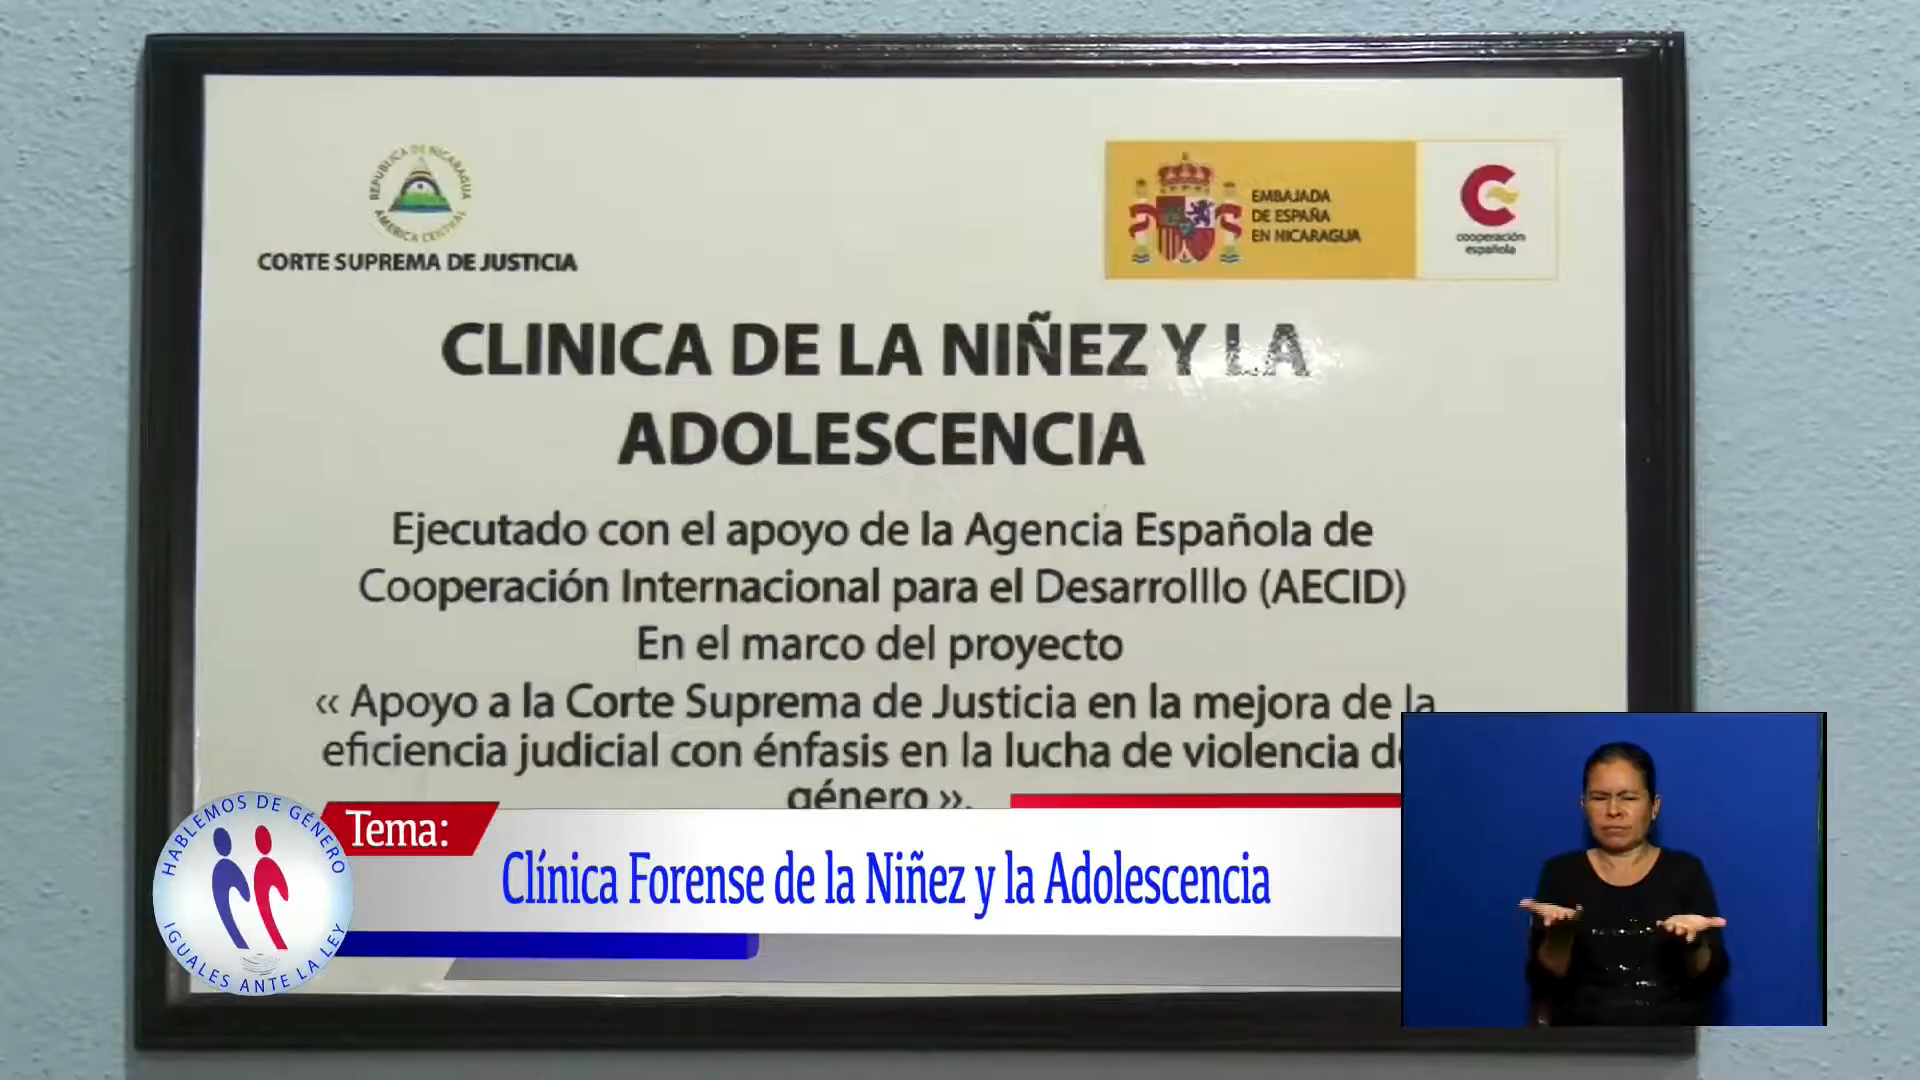 REPUBLICA DE NICARAGUA
AMERICA CENTRAL
CORTE SUPREMA DE JUSTICIA
EMBAJADA
DE ESPAÑA
EN NICARAGUA
cooperación
española
CLINICA DE LA NIÑEZ Y LA
ADOLESCENCIA
Ejecutado con el apoyo de la Agencia Española de
Cooperación Internacional para el Desarrolllo (AECID)
En el marco del proyecto
‹‹ Apoyo a la Corte Suprema de Justicia en la mejora de la
eficiencia judicial con énfasis en la lucha de violencia de
género ››.
HABLEMOS DE GÉNERO
IGUALES ANTE LA LEY
Tema:
Clínica Forense de la Niñez y la Adolescencia